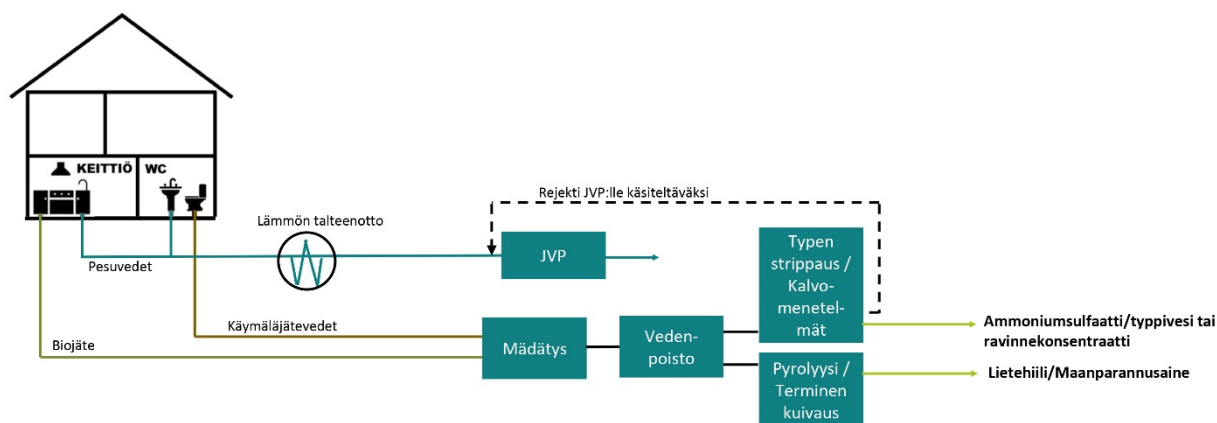 KEITTIÖ
WC
Rejekti JVP:lle käsiteltäväksi
Lämmön talteenotto
Pesuvedet
JVP
Typen
strippaus /
Kalvo-
menetel-
mät
Käymäläjätevedet
Biojäte
Mädätys
Veden-
poisto
Ammoniumsulfaatti/typpivesi tai
ravinnekonsentraatti
Pyrolyysi /
Terminen
kuivaus
Lietehiili/Maanparannusaine